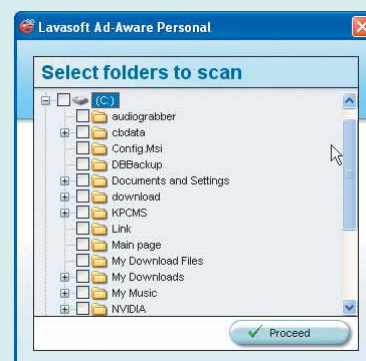 Lavasoft Ad-Aware Personal
Select folders to scan
(C:)
audiograbber
cbdata
Config.Msi
DBBackup
Documents and Settings
download
KPCMS
Link
Main page
My Download Files
My Downloads
My Music
NVIDIA
Proceed